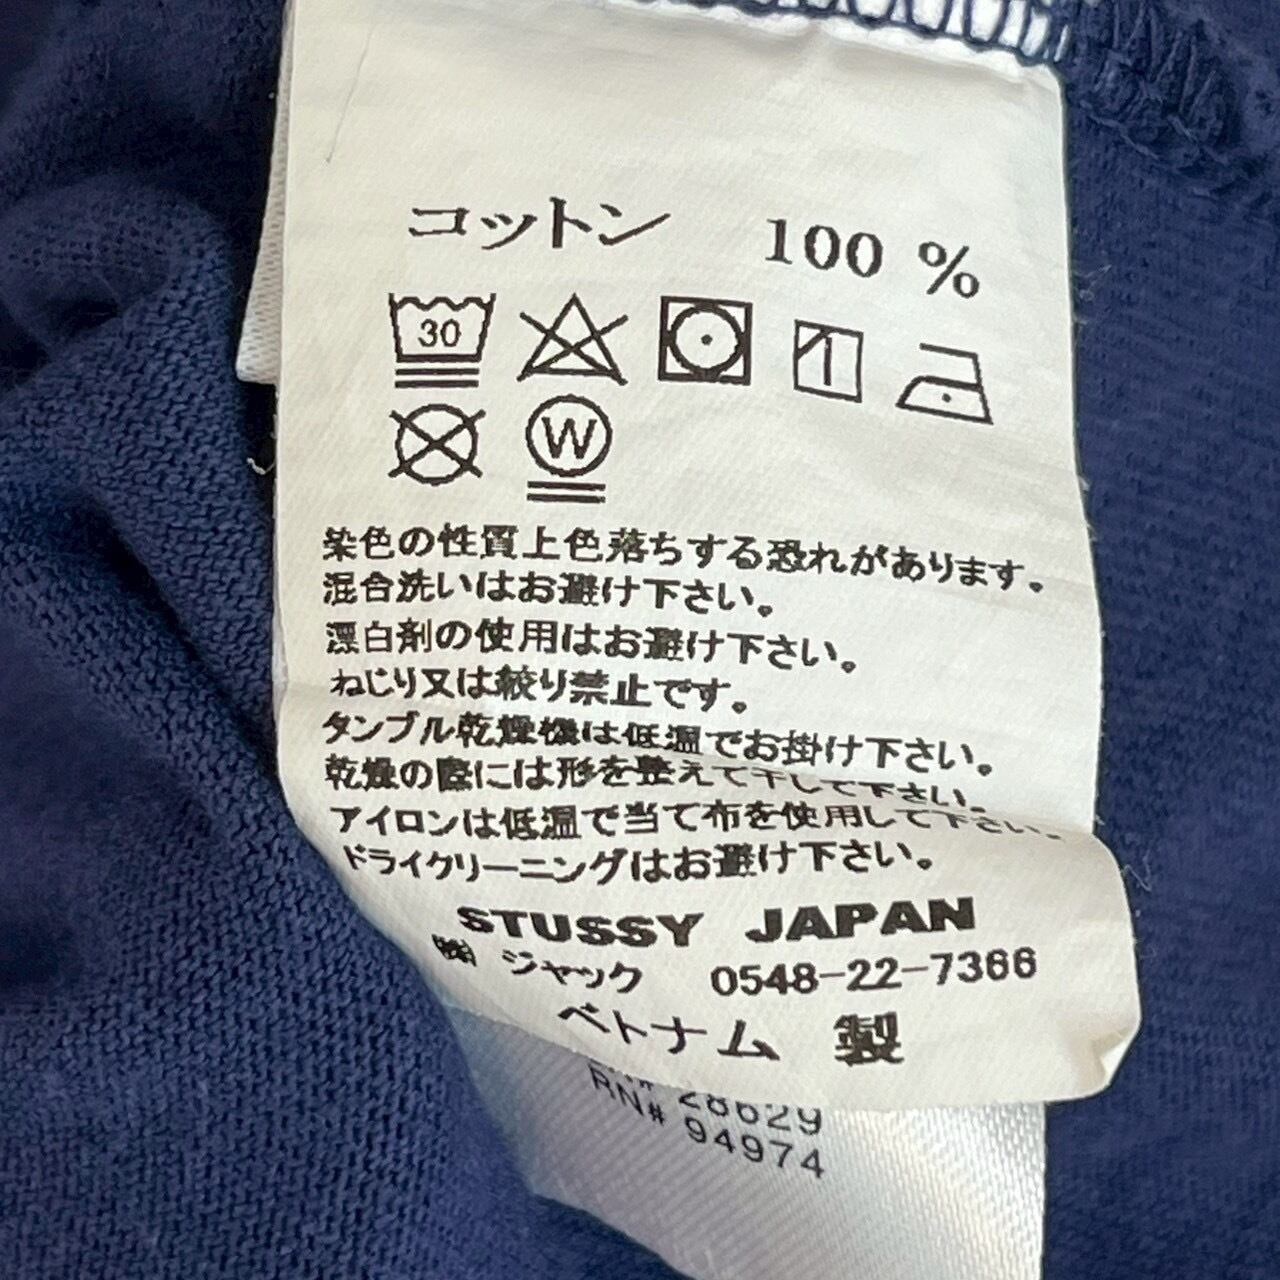 コットン 100 %
30
W
染色の性質上色落ちする恐れがあります。
混合洗いはお避け下さい。
漂白剤の使用はお避け下さい。
ねじり又は絞り禁止です。
タンブル乾燥機は低温でお掛け下さい。
乾燥の際には形を整えて干して下さい。
アイロンは低温で当て布を使用して下さい。
ドライクリーニングはお避け下さい。
STUSSY JAPAN
㈱ ジャック 0548-22-7366
ベトナム 製
28629
RN# 94974